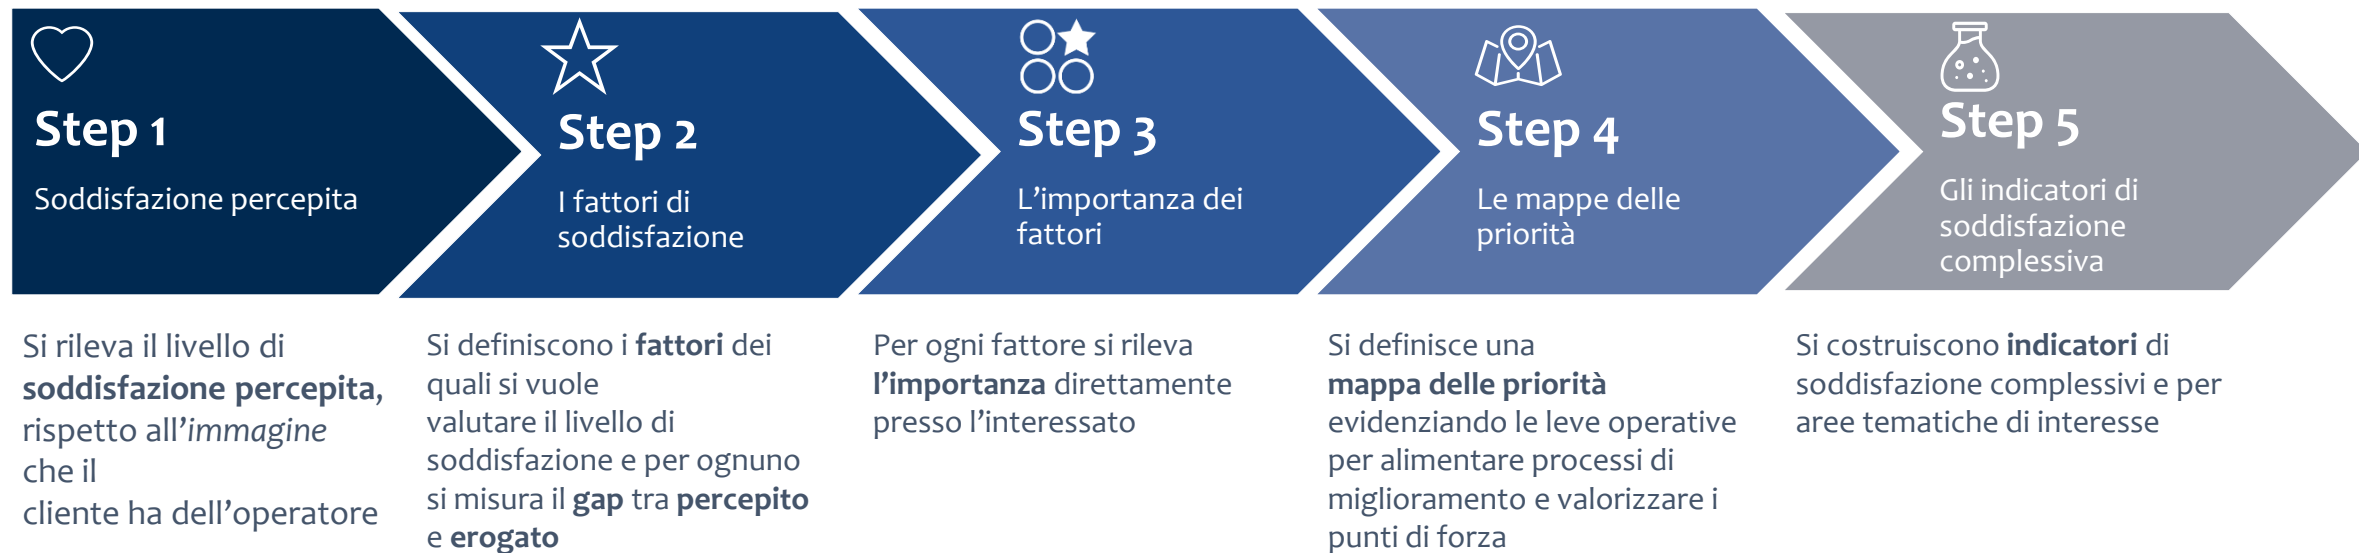 Step 1
Soddisfazione percepita
Step 2
I fattori di
soddisfazione
Step 3
L’importanza dei
fattori
Step 4
Le mappe delle
priorità
Step 5
Gli indicatori di
soddisfazione
complessiva
Si rileva il livello di
soddisfazione percepita,
rispetto all’immagine
che il
cliente ha dell’operatore
Si definiscono i fattori dei
quali si vuole
valutare il livello di
soddisfazione e per ognuno
si misura il gap tra percepito
e erogato
Per ogni fattore si rileva
l’importanza direttamente
presso l’interessato
Si definisce una
mappa delle priorità
evidenziando le leve operative
per alimentare processi di
miglioramento e valorizzare i
punti di forza
Si costruiscono indicatori di
soddisfazione complessivi e per
aree tematiche di interesse